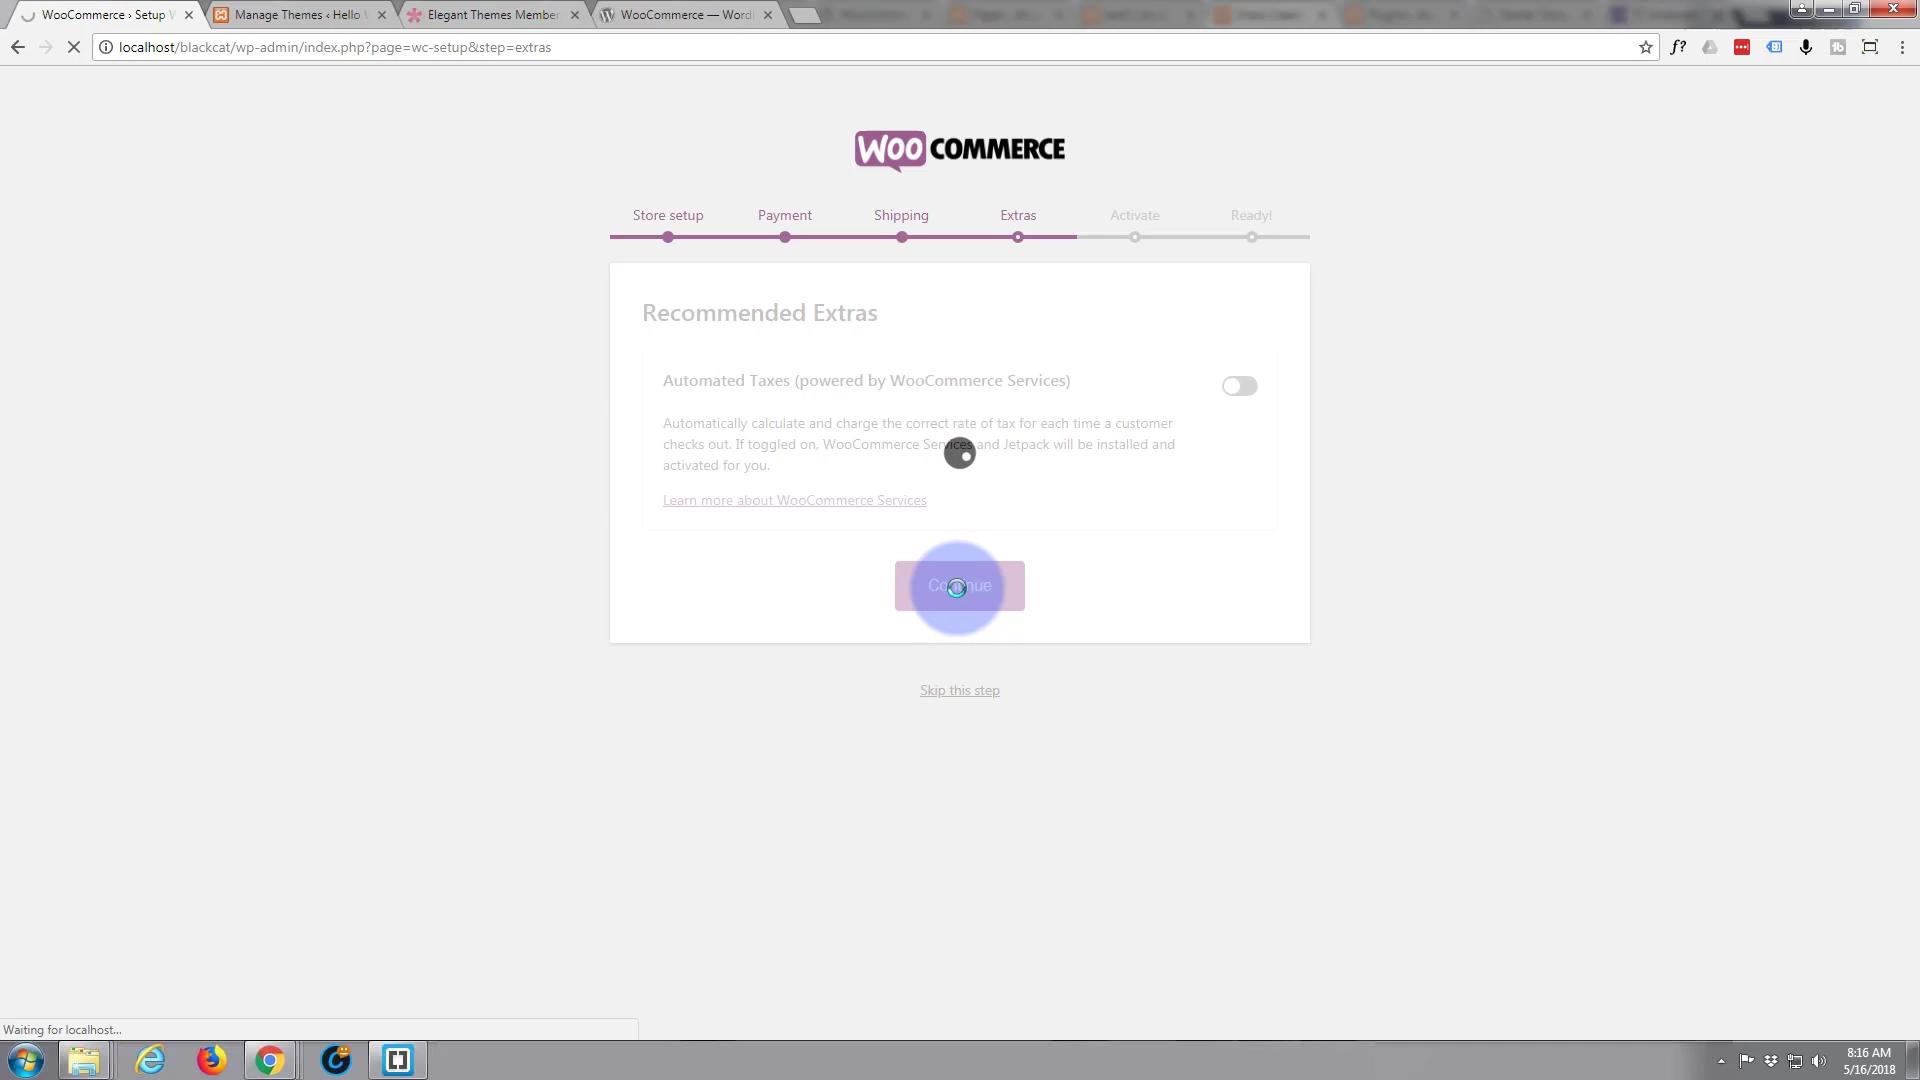 WooCommerce › Setup W
Manage Themes ‹ Hello W
Elegant Themes Member
WooCommerce — Word
localhost/blackcat/wp-admin/index.php?page=wc-setup&step=extras
f?
WOO COMMERCE
Store setup
Payment
Shipping
Extras
Activate
Ready!
Recommended Extras
Automated Taxes (powered by WooCommerce Services)
Automatically calculate and charge the correct rate of tax for each time a customer
checks out. If toggled on, WooCommerce Services and Jetpack will be installed and
activated for you.
Learn more about WooCommerce Services
Continue
Skip this step
Waiting for localhost...
8:16 AM
5/16/2018